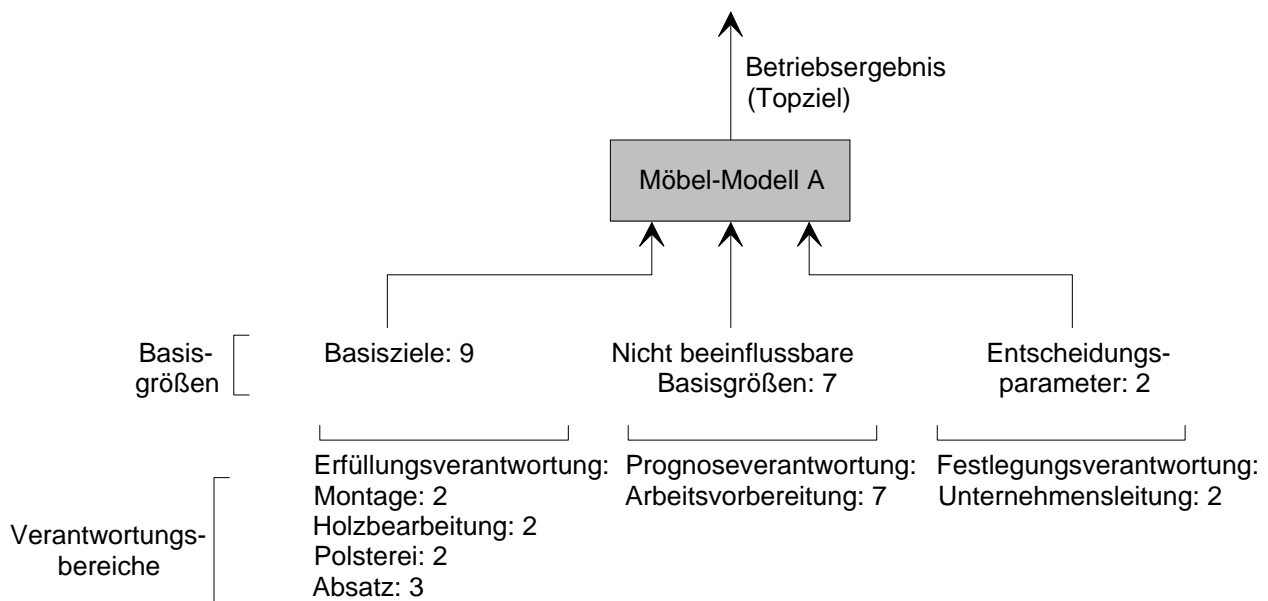 Betriebsergebnis
(Topziel)
Möbel-Modell A
Basis-
größen
Basisziele: 9
Nicht beeinflussbare
Basisgrößen: 7
Entscheidungs-
parameter: 2
Verantwortungs-
bereiche
Erfüllungsverantwortung:
Montage: 2
Holzbearbeitung: 2
Polsterei: 2
Absatz: 3
Prognoseverantwortung:
Arbeitsvorbereitung: 7
Festlegungsverantwortung:
Unternehmensleitung: 2